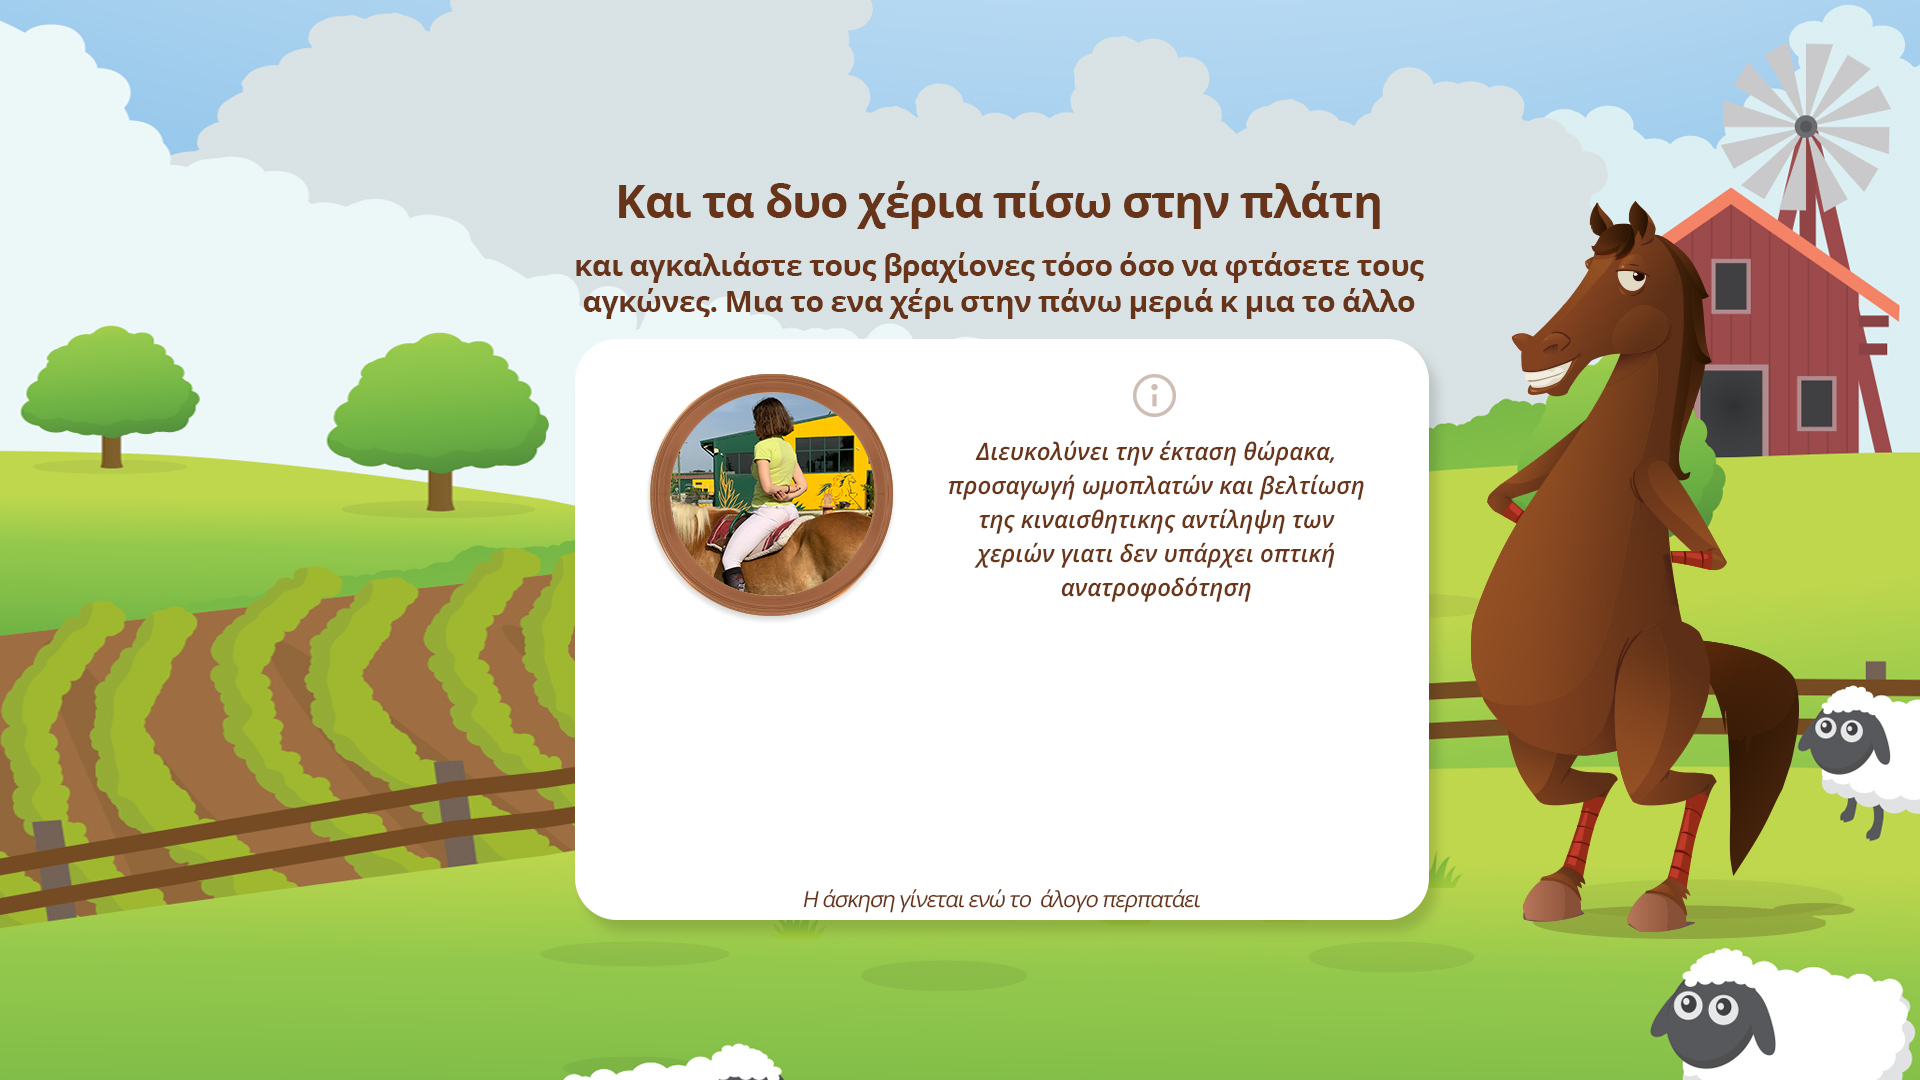 Και τα δυο χέρια πίσω στην πλάτη
και αγκαλιάστε τους βραχίονες τόσο όσο να φτάσετε τους
αγκώνες. Μια το ενα χέρι στην πάνω μεριά κ μια το άλλο
Διευκολύνει την έκταση θώρακα,
προσαγωγή ωμοπλατών και βελτίωση
της κιναισθητικης αντίληψη των
χεριών γιατι δεν υπάρχει οπτική
ανατροφοδότηση
Η άσκηση γίνεται ενώ το άλογο περπατάει